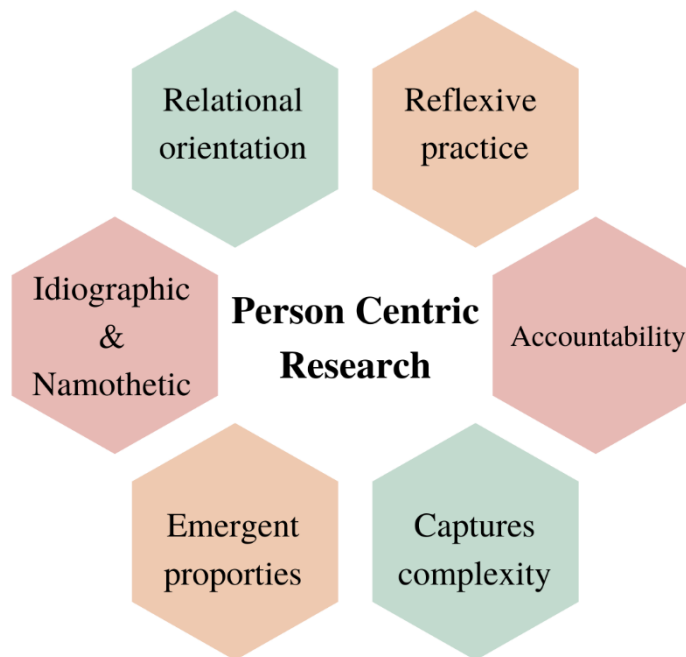 Relational
orientation
Reflexive
practice
Idiographic
&
Namothetic
Person Centric
Research
Accountability
Emergent
proporties
Captures
complexity